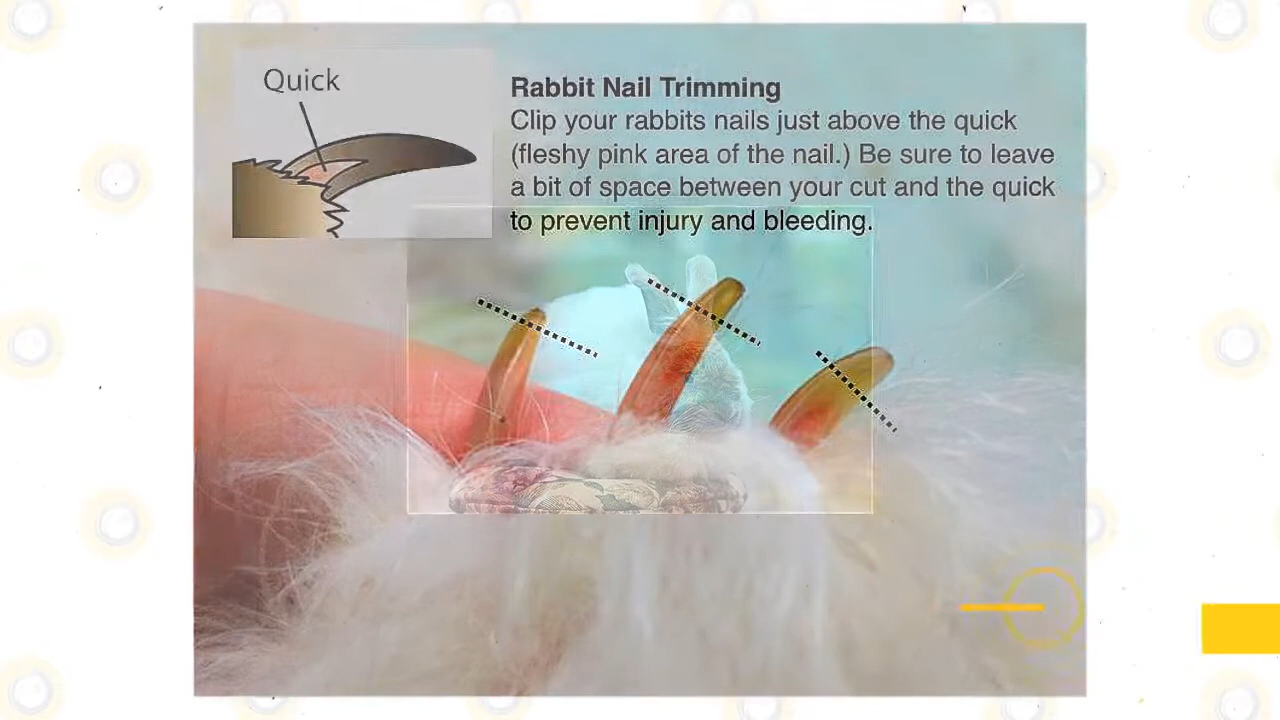 Quick
Rabbit Nail Trimming
Clip your rabbits nails just above the quick
(fleshy pink area of the nail.) Be sure to leave
a bit of space between your cut and the quick
to prevent injury and bleeding.